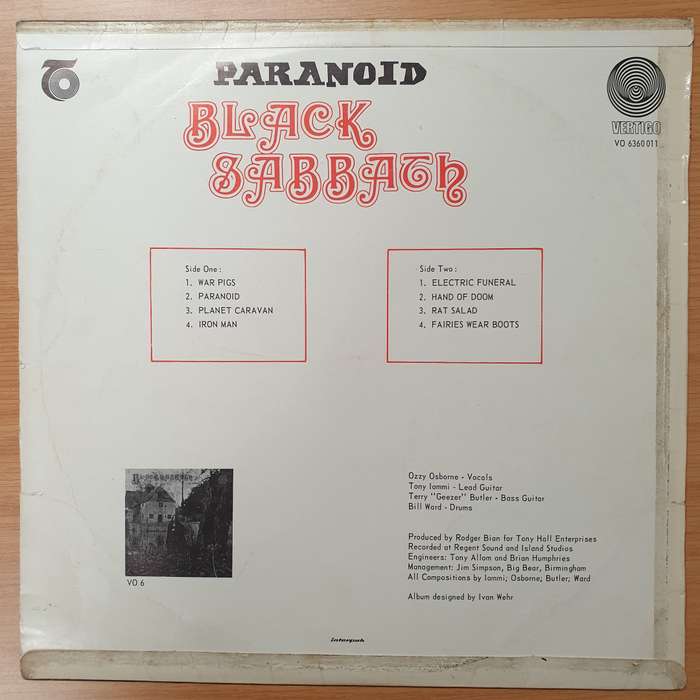 PARANOID
BLACK
SABBATH
VERTIGO
VO 6360 011
Side One :
1. WAR PIGS
2. PARANOID
3. PLANET CARAVAN
4. IRON MAN
Side Two :
1. ELECTRIC FUNERAL
2. HAND OF DOOM
3. RAT SALAD
4. FAIRIES WEAR BOOTS
BLACK SABBATH
VO 6
Ozzy Osborne - Vocals
Tony Iommi - Lead Guitar
Terry "Geezer" Butler - Bass Guitar
Bill Ward - Drums
Produced by Rodger Bian for Tony Hall Enterprises
Recorded at Regent Sound and Island Studios
Engineers: Tony Allom and Brian Humphries
Management: Jim Simpson, Big Bear, Birmingham
All Compositions by Iommi; Osborne; Butler; Ward
Album designed by Ivan Wehr
interpak